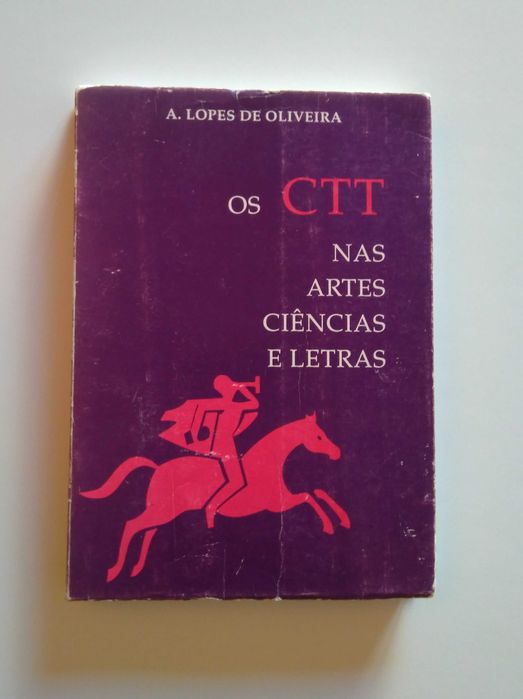 A. LOPES DE OLIVEIRA
OS CTT
NAS
ARTES
CIÊNCIAS
E LETRAS